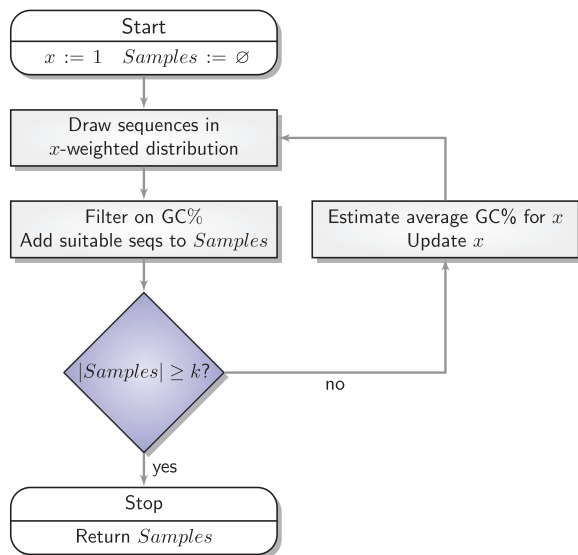 Start
x := 1 Samples := ∅
Draw sequences in
x-weighted distribution
Filter on GC%
Add suitable seqs to Samples
Estimate average GC% for x
Update x
|Samples| ≥ k?
no
yes
Stop
Return Samples